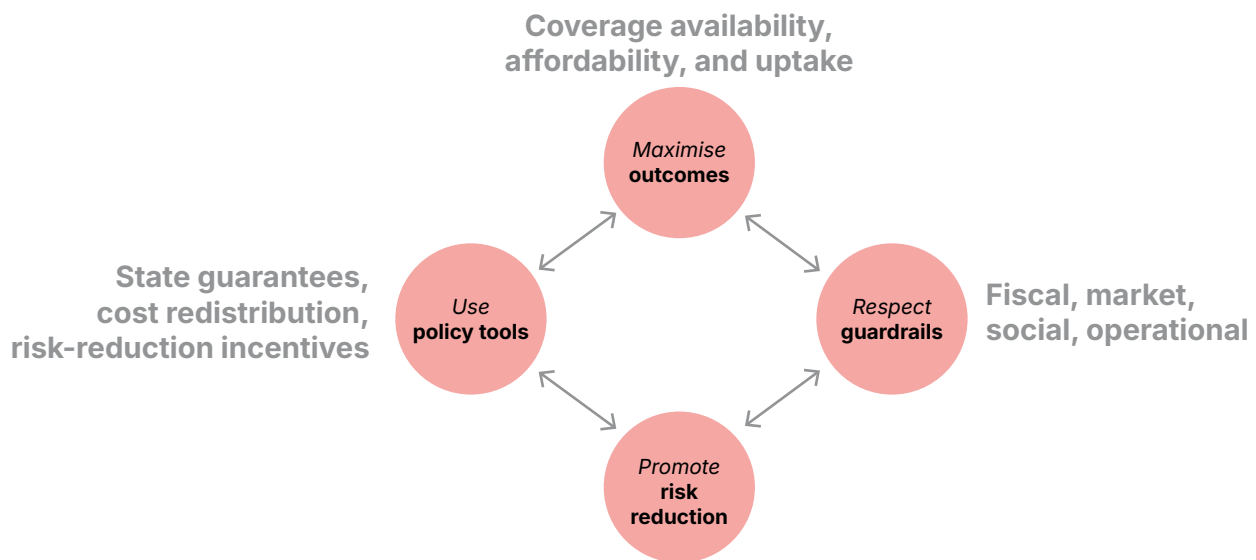 Coverage availability,
affordability, and uptake
Maximise
outcomes
State guarantees,
cost redistribution,
risk-reduction incentives
Use
policy tools
Respect
guardrails
Fiscal, market,
social, operational
Promote
risk
reduction